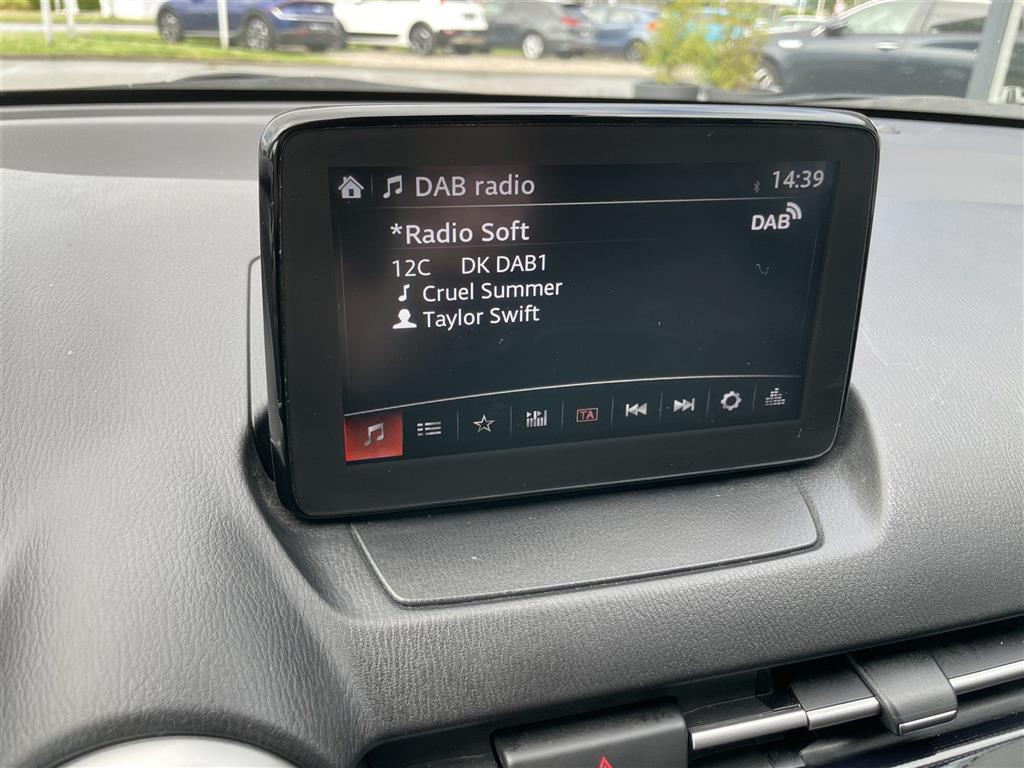 DAB radio 14:39
*Radio Soft DAB
12C DK DAB1
Cruel Summer
Taylor Swift
TA